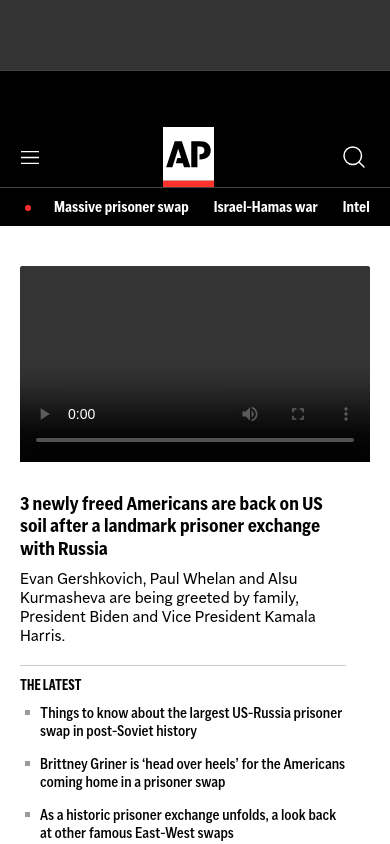 AP
Massive prisoner swap Israel-Hamas war Intel
0:00
3 newly freed Americans are back on US
soil after a landmark prisoner exchange
with Russia
Evan Gershkovich, Paul Whelan and Alsu
Kurmasheva are being greeted by family,
President Biden and Vice President Kamala
Harris.
THE LATEST
Things to know about the largest US-Russia prisoner
swap in post-Soviet history
Brittney Griner is ‘head over heels’ for the Americans
coming home in a prisoner swap
As a historic prisoner exchange unfolds, a look back
at other famous East-West swaps